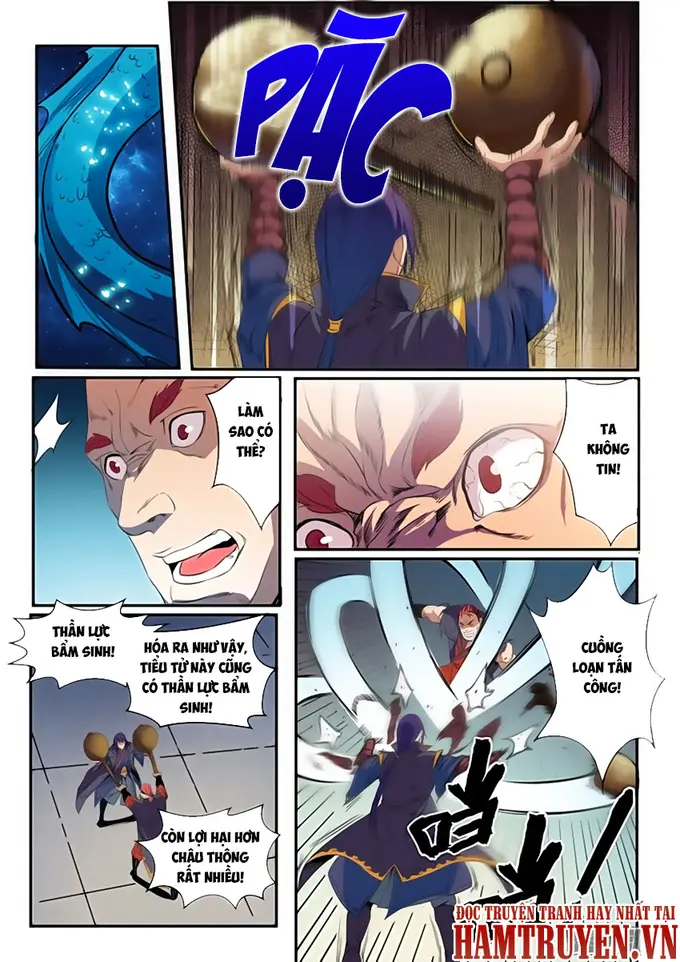 PẶC
LÀM
SAO CÓ
THỂ?
TA
KHÔNG
TIN!
THẦN LỰC
BẨM SINH!
HÓA RA NHƯ VẬY,
TIỂU TỬ NÀY CŨNG
CÓ THẦN LỰC BẨM
SINH!
CÒN LỢI HẠI HƠN
CHÂU THÔNG
RẤT NHIỀU!
CUỒNG
LOẠN TẤN
CÔNG!
当当!
ĐỌC TRUYỆN TRANH HAY NHẤT TẠI
HAMTRUYEN.VN